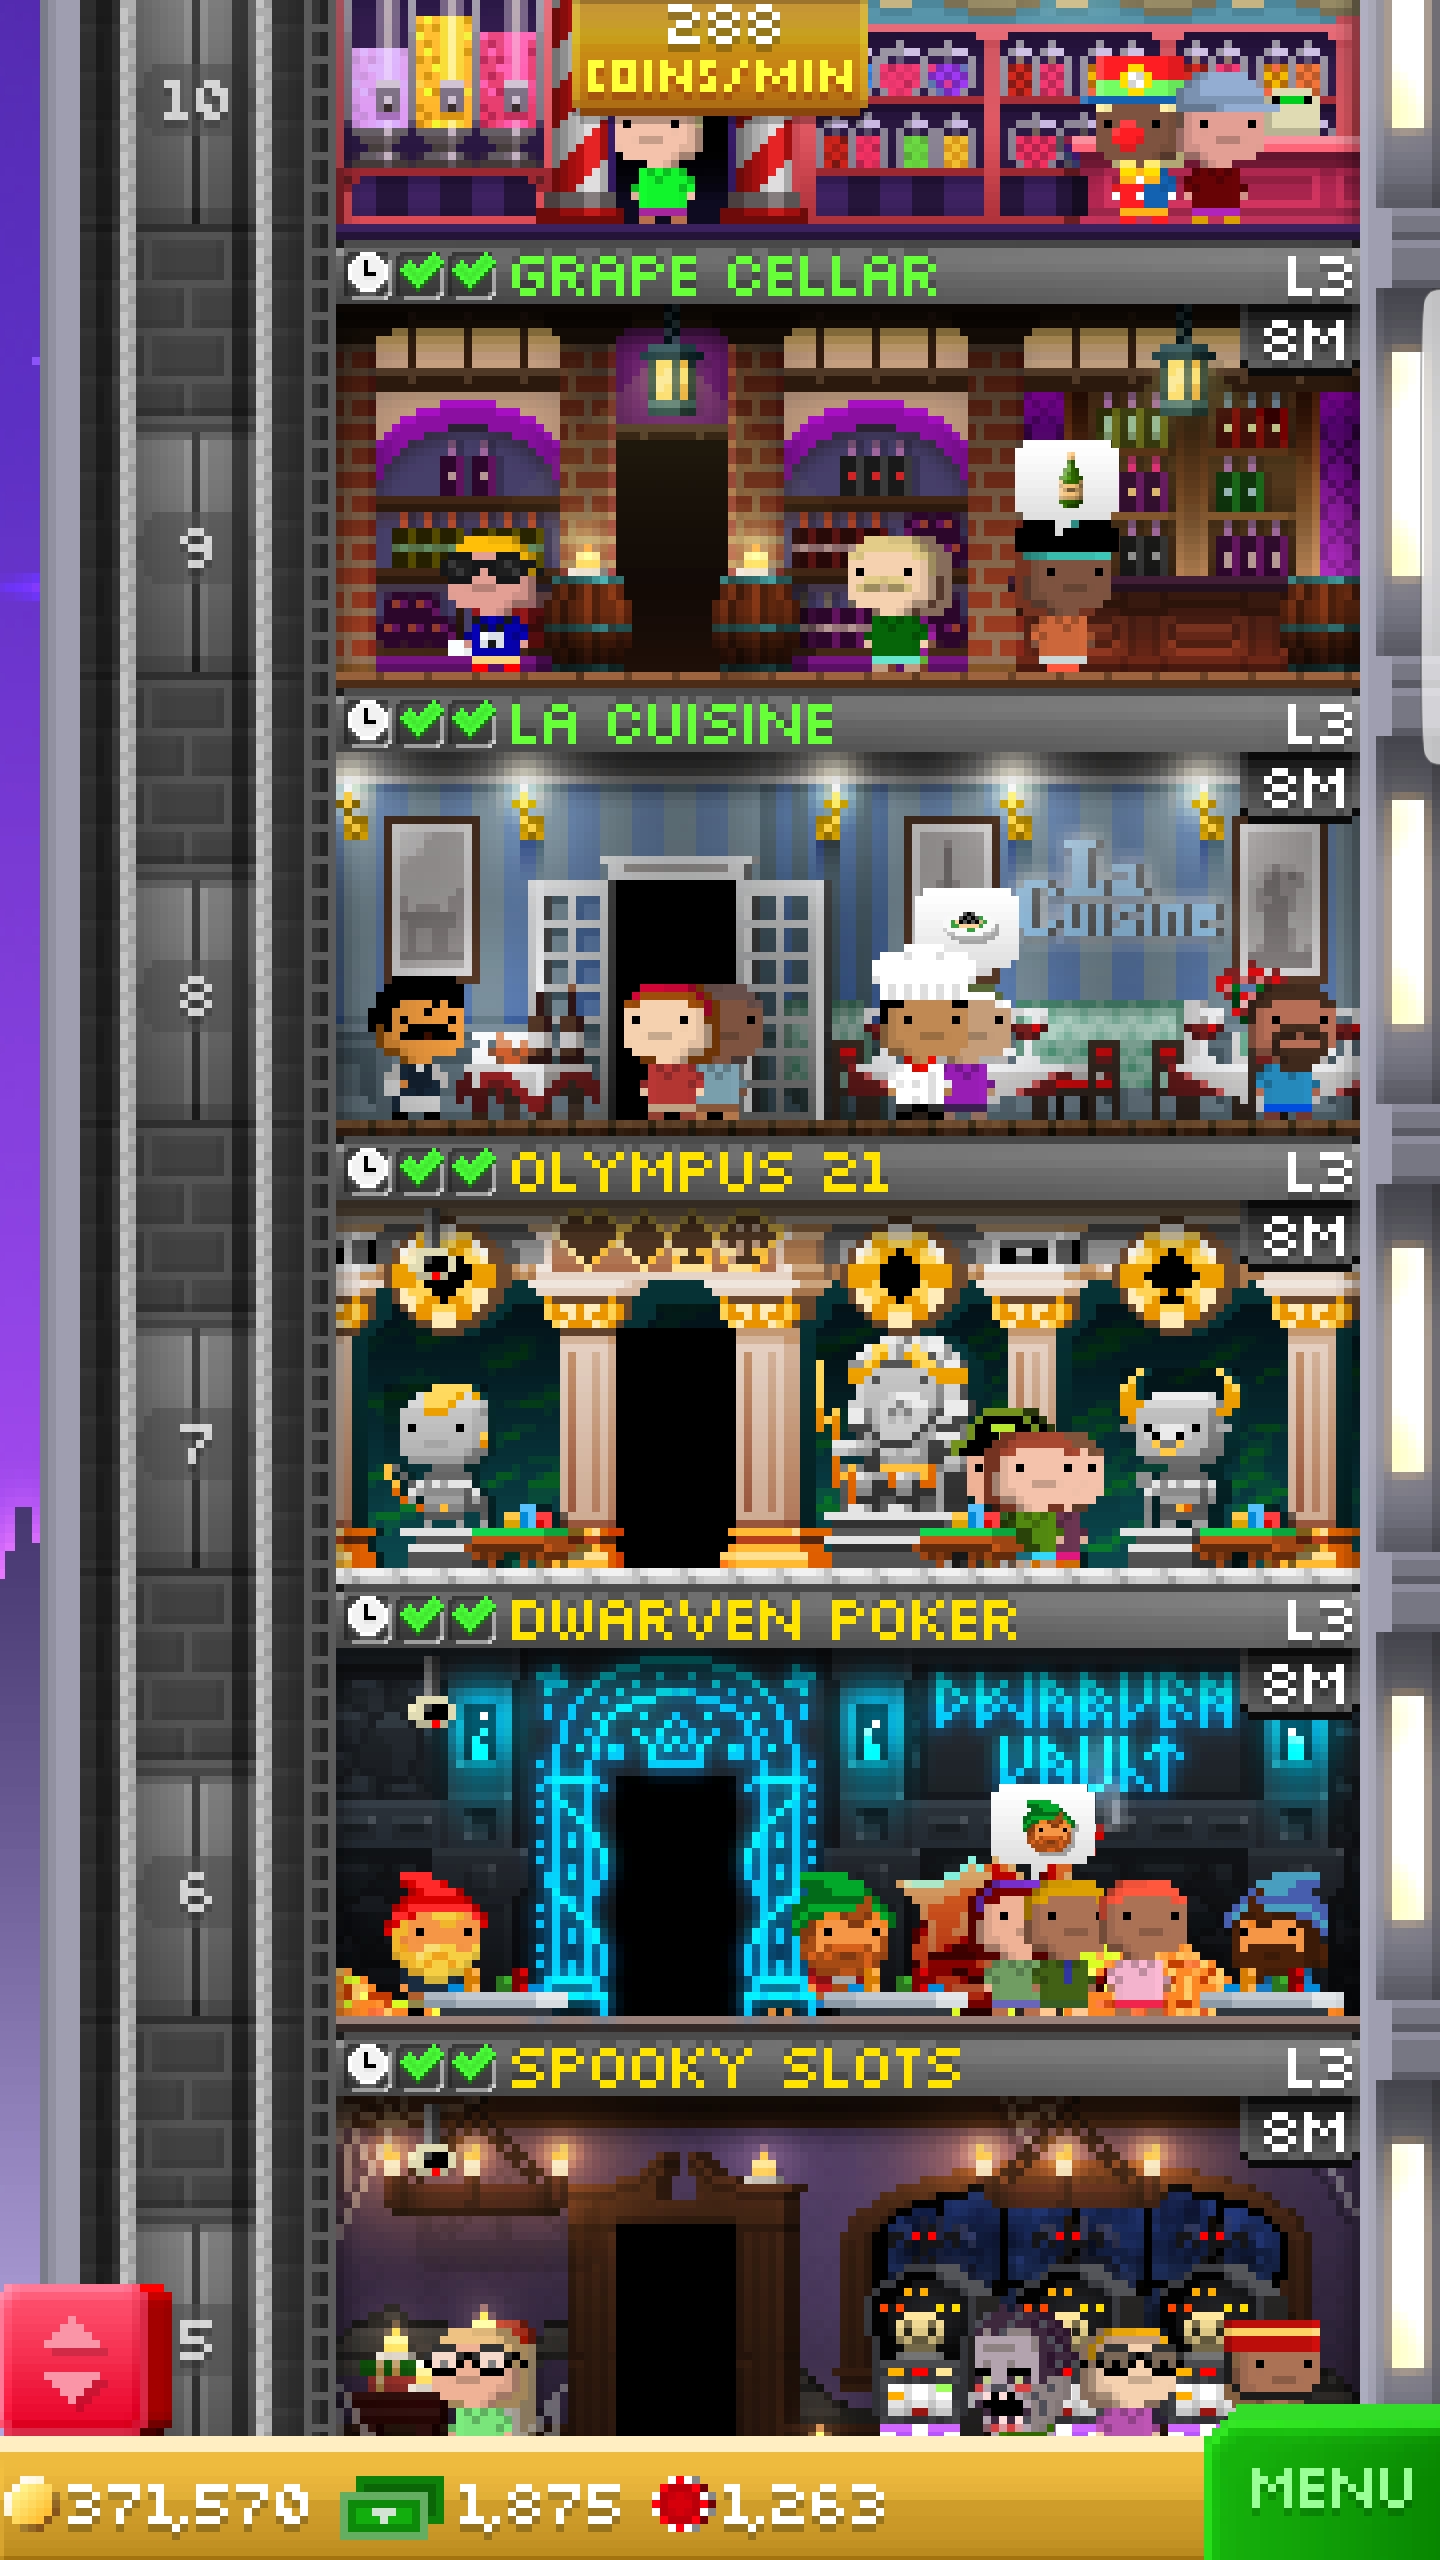 288
COINS/MIN
10
GRAPE CELLAR L3
8M
9
LA CUISINE L3
8M
La
Cuisine
8
OLYMPUS 21 L3
8M
7
DWARVEN POKER L3
8M
DWARVEN
VAULT
6
SPOOKY SLOTS L3
8M
5
371,570 1,875 1,263
MENU